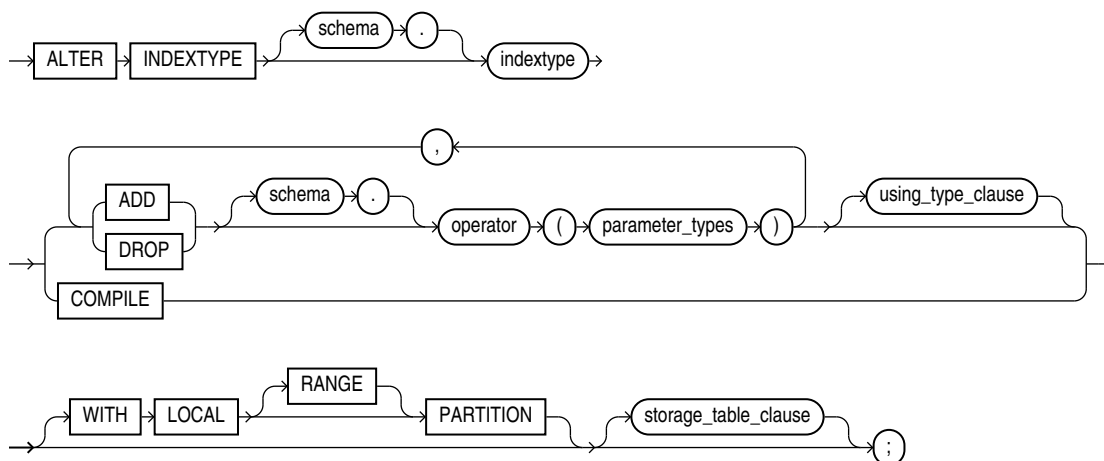 schema .
ALTER INDEXTYPE indextype
,
ADD schema . using_type_clause
DROP operator ( parameter_types )
COMPILE
RANGE
WITH LOCAL PARTITION storage_table_clause
;